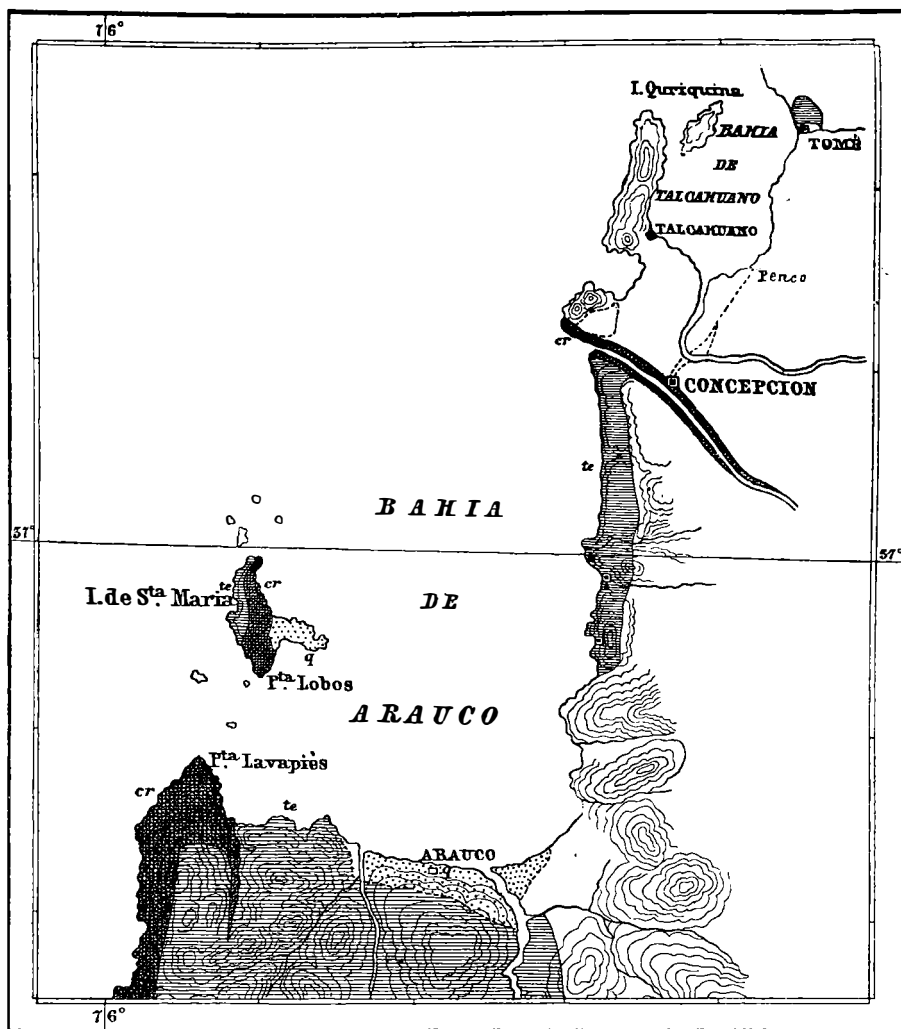 76°
I. Quriquina
BAHIA
DE
TALCAHUANO
TOMÉ
TALCAHUANO
Penco
cr
CONCEPCION
te
BAHIA
37°
37°
te
cr
I. de Sta. Maria
DE
q
Pta. Lobos
ARAUCO
Pta. Lavapiès
cr
te
ARAUCO
q
76°